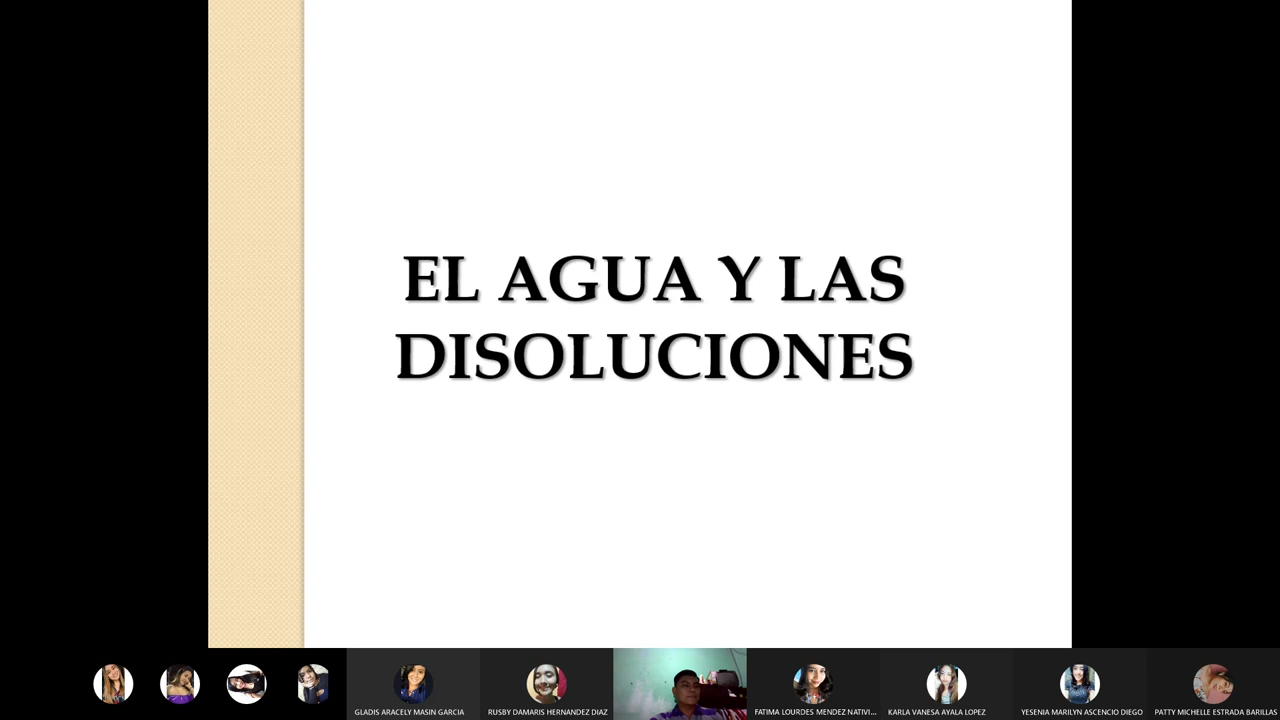 EL AGUA Y LAS
DISOLUCIONES
GLADIS ARACELY MASIN GARCIA
RUSBY DAMARIS HERNANDEZ DIAZ
FATIMA LOURDES MENDEZ NATIVI...
KARLA VANESA AYALA LOPEZ
YESENIA MARILYN ASCENCIO DIEGO
PATTY MICHELLE ESTRADA BARILLAS